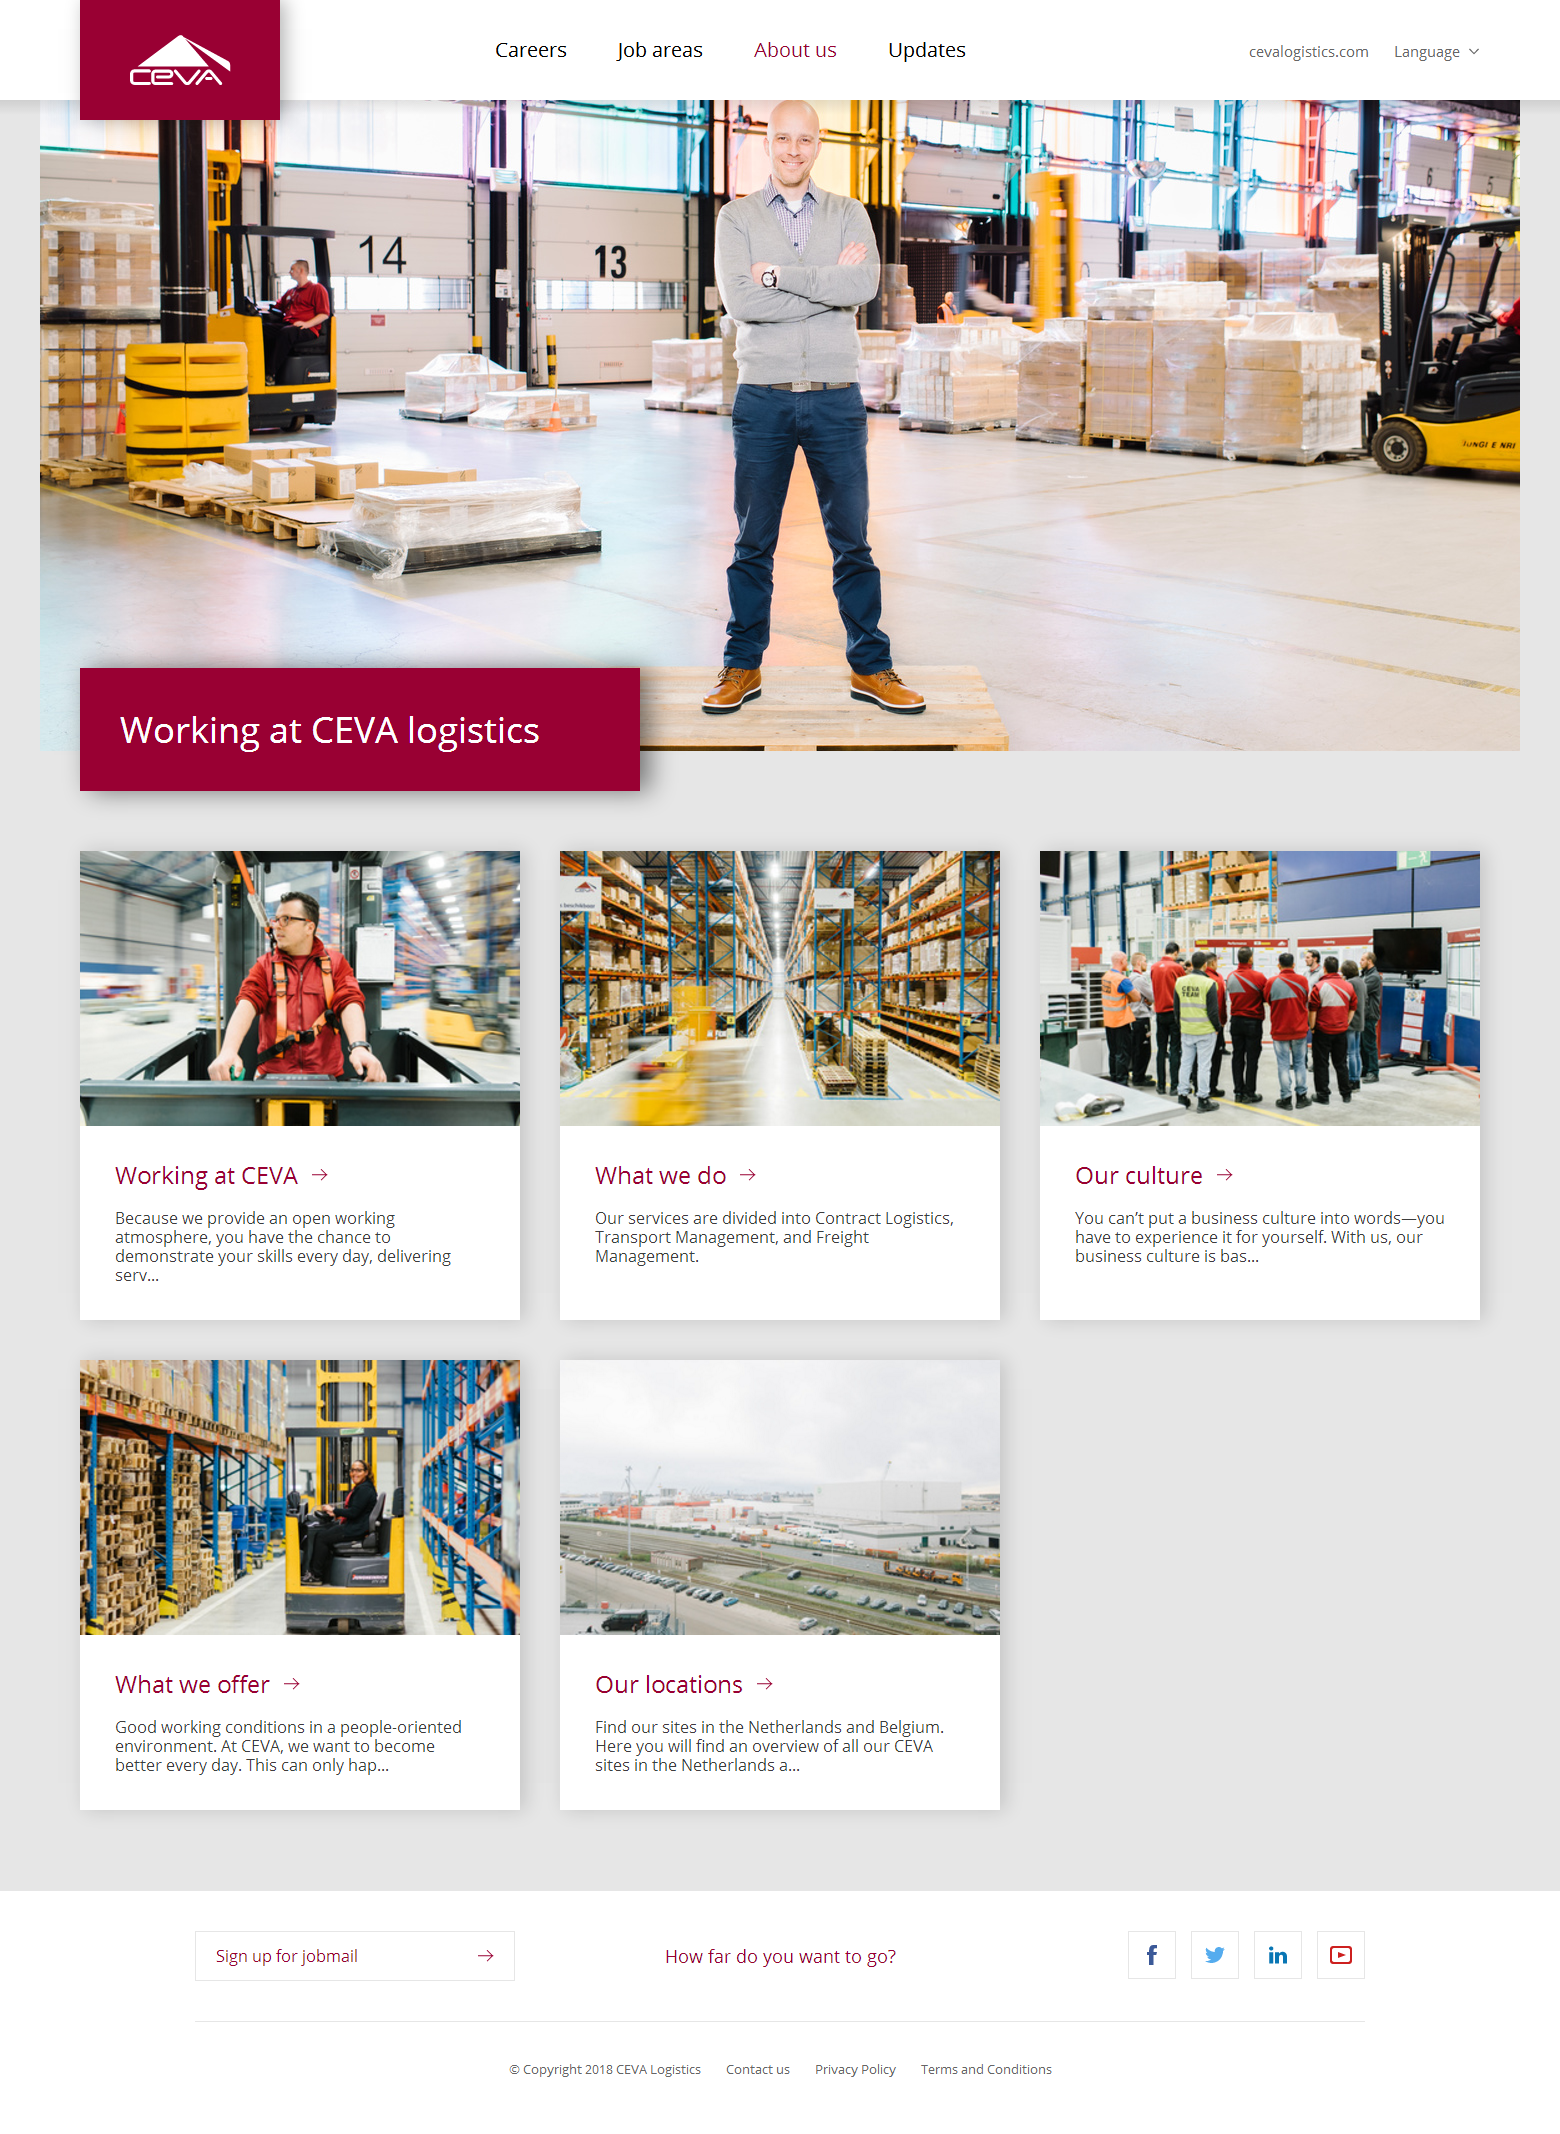 CEVA
Careers
Job areas
About us
Updates
cevalogistics.com
Language
14
13
6
5
JUNGHEINRICH
Working at CEVA logistics
CEVA
TEAM
Working at CEVA →
Because we provide an open working
atmosphere, you have the chance to
demonstrate your skills every day, delivering
serv...
What we do →
Our services are divided into Contract Logistics,
Transport Management, and Freight
Management.
Our culture →
You can’t put a business culture into words—you
have to experience it for yourself. With us, our
business culture is bas...
What we offer →
Good working conditions in a people-oriented
environment. At CEVA, we want to become
better every day. This can only hap...
Our locations →
Find our sites in the Netherlands and Belgium.
Here you will find an overview of all our CEVA
sites in the Netherlands a...
Sign up for jobmail →
How far do you want to go?
© Copyright 2018 CEVA Logistics
Contact us
Privacy Policy
Terms and Conditions